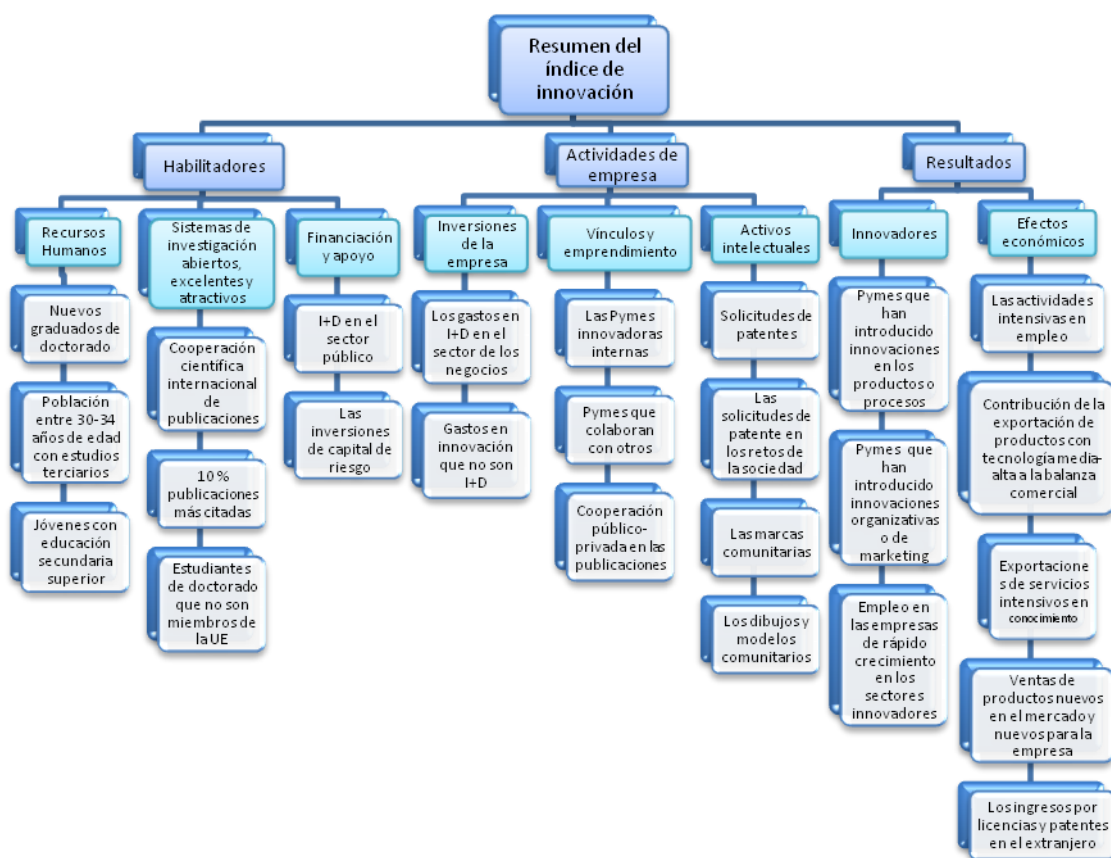 Resumen del
índice de
innovación
Habilitadores
Actividades de
empresa
Resultados
Recursos
Humanos
Sistemas de
investigación
abiertos,
excelentes y
atractivos
Financiación
y apoyo
Inversiones
de la
empresa
Vínculos y
emprendimiento
Activos
intelectuales
Innovadores
Efectos
económicos
Nuevos
graduados de
doctorado
Población
entre 30-34
años de edad
con estudios
terciarios
Jóvenes con
educación
secundaria
superior
Cooperación
científica
internacional
de
publicaciones
10 %
publicaciones
más citadas
Estudiantes
de doctorado
que no son
miembros de
la UE
I+D en el
sector
público
Las
inversiones
de capital de
riesgo
Los gastos
en I+D en el
sector de los
negocios
Gastos en
innovación
que no son
I+D
Las Pymes
innovadoras
internas
Pymes que
colaboran
con otros
Cooperación
público-
privada en las
publicaciones
Solicitudes
de
patentes
Las
solicitudes de
patente en
los retos de
la sociedad
Las marcas
comunitarias
Los dibujos y
modelos
comunitarios
Pymes que
han
introducido
innovaciones
en los
productos o
procesos
Pymes que
han
introducido
innovaciones
organizativas
o de
marketing
Empleo en
las empresas
de rápido
crecimiento
en los
sectores
innovadores
Las actividades
intensivas en
empleo
Contribución de la
exportación de
productos con
tecnología media-
alta a la balanza
comercial
Exportacione
s de servicios
intensivos en
conocimiento
Ventas de
productos nuevos
en el mercado y
nuevos para la
empresa
Los ingresos por
licencias y patentes
en el extranjero